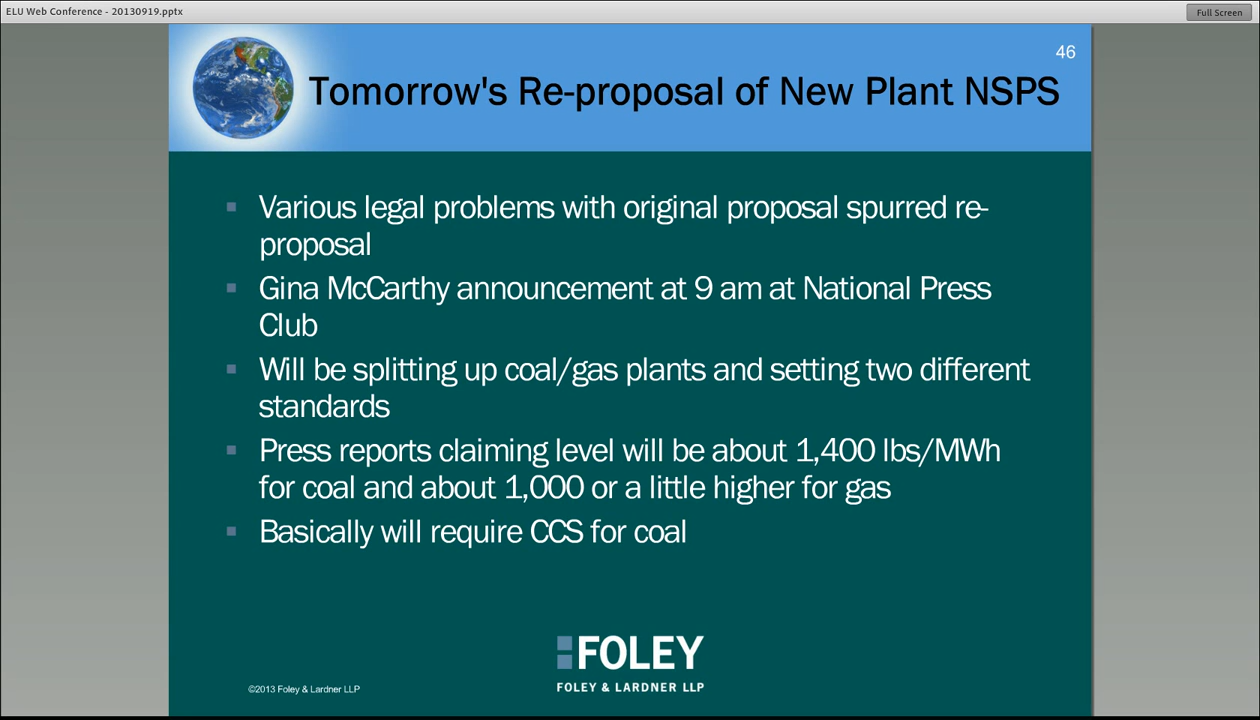 ELU Web Conference - 20130919.pptx
Full Screen
46
Tomorrow's Re-proposal of New Plant NSPS
Various legal problems with original proposal spurred re-
proposal
Gina McCarthy announcement at 9 am at National Press
Club
Will be splitting up coal/gas plants and setting two different
standards
Press reports claiming level will be about 1,400 lbs/MWh
for coal and about 1,000 or a little higher for gas
Basically will require CCS for coal
FOLEY
FOLEY & LARDNER LLP
©2013 Foley & Lardner LLP